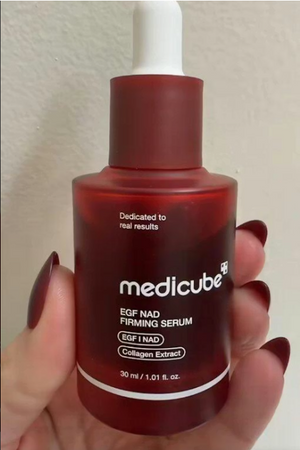 Dedicated to
real results
medicube
EGF NAD
FIRMING SERUM
EGF | NAD
Collagen Extract
30 ml / 1.01 fl. oz.